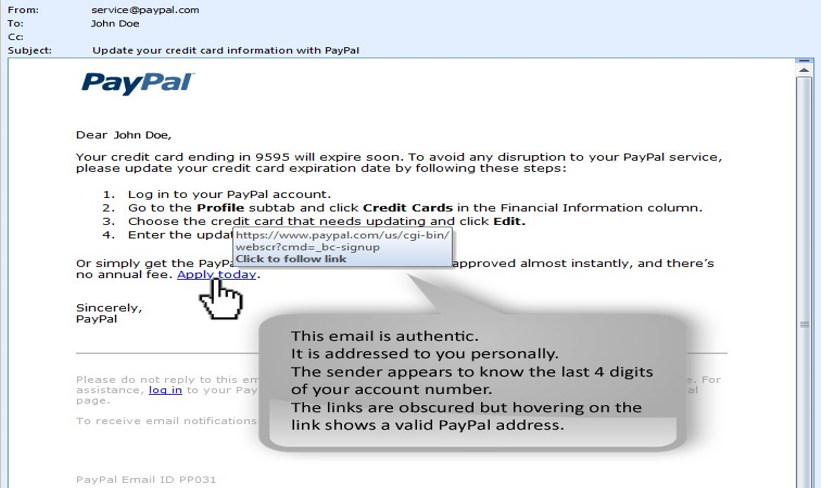 From: service@paypal.com
To: John Doe
Cc:
Subject: Update your credit card information with PayPal
PayPal
Dear John Doe,
Your credit card ending in 9595 will expire soon. To avoid any disruption to your PayPal service,
please update your credit card expiration date by following these steps:
1. Log in to your PayPal account.
2. Go to the Profile subtab and click Credit Cards in the Financial Information column.
3. Choose the credit card that needs updating and click Edit.
4. Enter the updat
https://www.paypal.com/us/cgi-bin/
webscr?cmd=_bc-signup
Click to follow link
Or simply get the PayPa approved almost instantly, and there's
no annual fee. Apply today.
Sincerely,
PayPal
This email is authentic.
It is addressed to you personally.
The sender appears to know the last 4 digits
of your account number.
The links are obscured but hovering on the
link shows a valid PayPal address.
Please do not reply to this em e. For
assistance, log in to your Pay al
page.
To receive email notifications
PayPal Email ID PP031